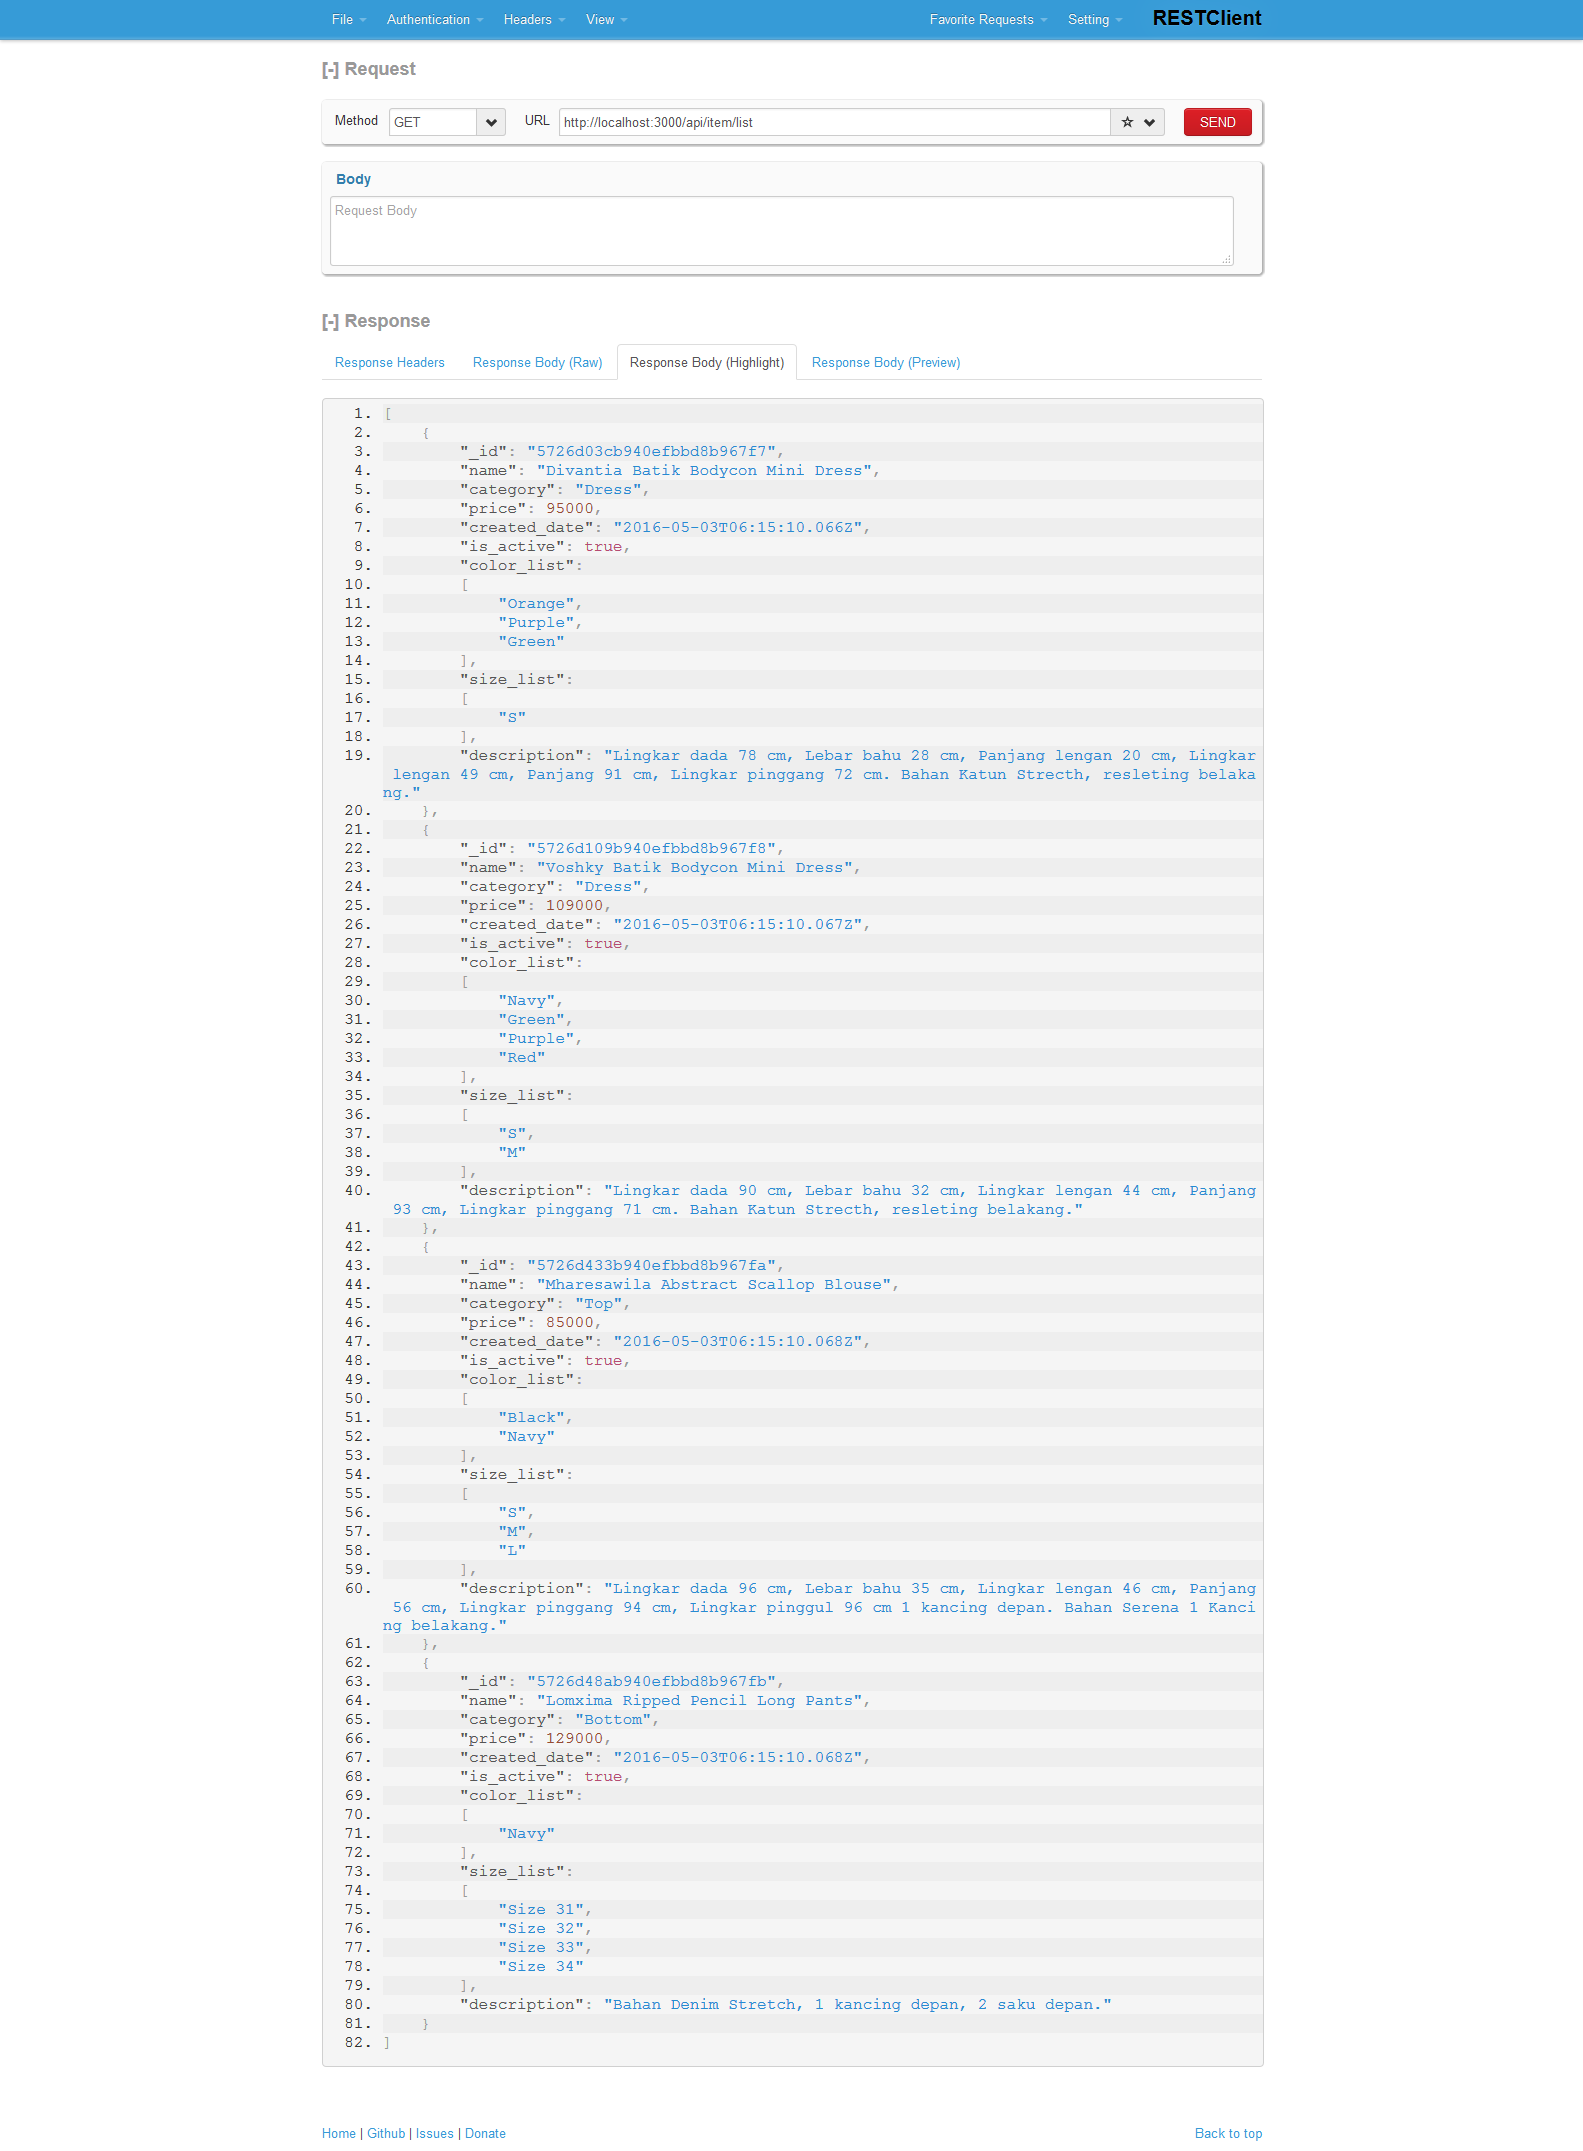 File Authentication Headers View Favorite Requests Setting RESTClient
[-] Request
Method GET URL http://localhost:3000/api/item/list SEND
Body
Request Body
[-] Response
Response Headers Response Body (Raw) Response Body (Highlight) Response Body (Preview)
1. [
2. {
3. "_id": "5726d03cb940efbbd8b967f7",
4. "name": "Divantia Batik Bodycon Mini Dress",
5. "category": "Dress",
6. "price": 95000,
7. "created_date": "2016-05-03T06:15:10.066Z",
8. "is_active": true,
9. "color_list":
10. [
11. "Orange",
12. "Purple",
13. "Green"
14. ],
15. "size_list":
16. [
17. "S"
18. ],
19. "description": "Lingkar dada 78 cm, Lebar bahu 28 cm, Panjang lengan 20 cm, Lingkar
lengan 49 cm, Panjang 91 cm, Lingkar pinggang 72 cm. Bahan Katun Strecth, resleting belaka
ng."
20. },
21. {
22. "_id": "5726d109b940efbbd8b967f8",
23. "name": "Voshky Batik Bodycon Mini Dress",
24. "category": "Dress",
25. "price": 109000,
26. "created_date": "2016-05-03T06:15:10.067Z",
27. "is_active": true,
28. "color_list":
29. [
30. "Navy",
31. "Green",
32. "Purple",
33. "Red"
34. ],
35. "size_list":
36. [
37. "S",
38. "M"
39. ],
40. "description": "Lingkar dada 90 cm, Lebar bahu 32 cm, Lingkar lengan 44 cm, Panjang
93 cm, Lingkar pinggang 71 cm. Bahan Katun Strecth, resleting belakang."
41. },
42. {
43. "_id": "5726d433b940efbbd8b967fa",
44. "name": "Mharesawila Abstract Scallop Blouse",
45. "category": "Top",
46. "price": 85000,
47. "created_date": "2016-05-03T06:15:10.068Z",
48. "is_active": true,
49. "color_list":
50. [
51. "Black",
52. "Navy"
53. ],
54. "size_list":
55. [
56. "S",
57. "M",
58. "L"
59. ],
60. "description": "Lingkar dada 96 cm, Lebar bahu 35 cm, Lingkar lengan 46 cm, Panjang
56 cm, Lingkar pinggang 94 cm, Lingkar pinggul 96 cm 1 kancing depan. Bahan Serena 1 Kanci
ng belakang."
61. },
62. {
63. "_id": "5726d48ab940efbbd8b967fb",
64. "name": "Lomxima Ripped Pencil Long Pants",
65. "category": "Bottom",
66. "price": 129000,
67. "created_date": "2016-05-03T06:15:10.068Z",
68. "is_active": true,
69. "color_list":
70. [
71. "Navy"
72. ],
73. "size_list":
74. [
75. "Size 31",
76. "Size 32",
77. "Size 33",
78. "Size 34"
79. ],
80. "description": "Bahan Denim Stretch, 1 kancing depan, 2 saku depan."
81. }
82. ]
Home | Github | Issues | Donate Back to top